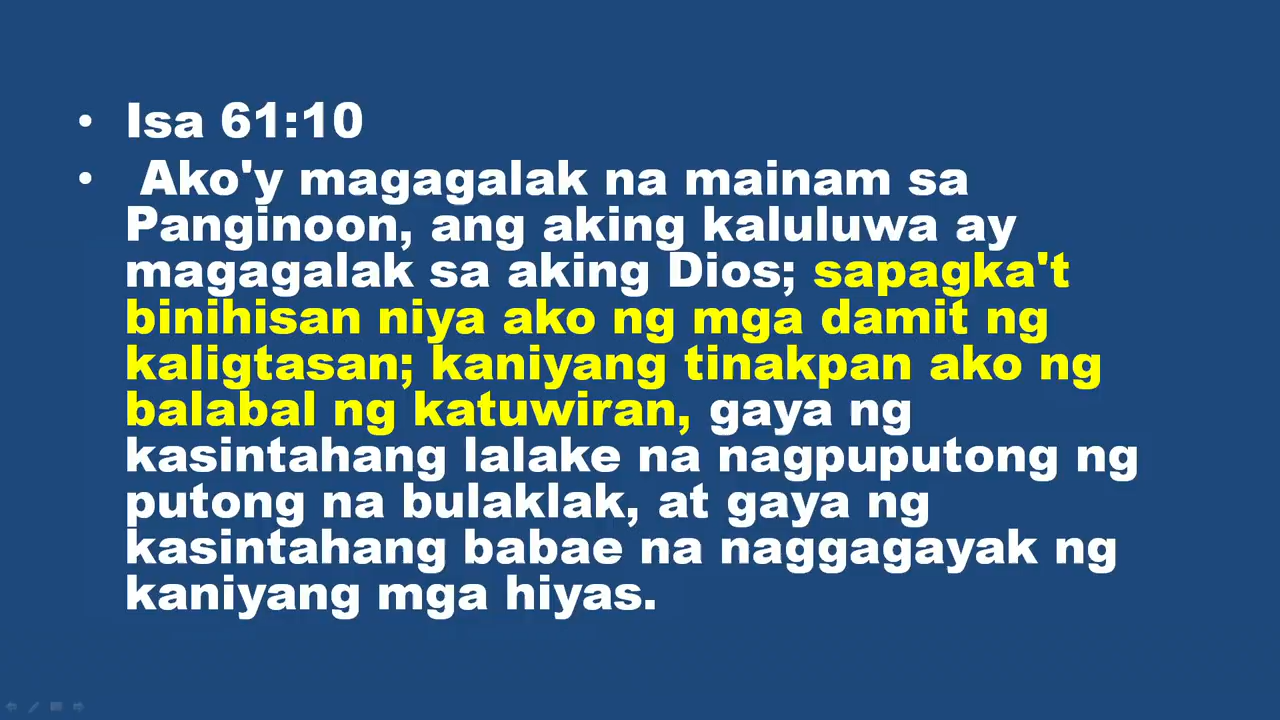 • Isa 61:10
• Ako'y magagalak na mainam sa
Panginoon, ang aking kaluluwa ay
magagalak sa aking Dios; sapagka't
binihisan niya ako ng mga damit ng
kaligtasan; kaniyang tinakpan ako ng
balabal ng katuwiran, gaya ng
kasintahang lalake na nagpuputong ng
putong na bulaklak, at gaya ng
kasintahang babae na naggagayak ng
kaniyang mga hiyas.